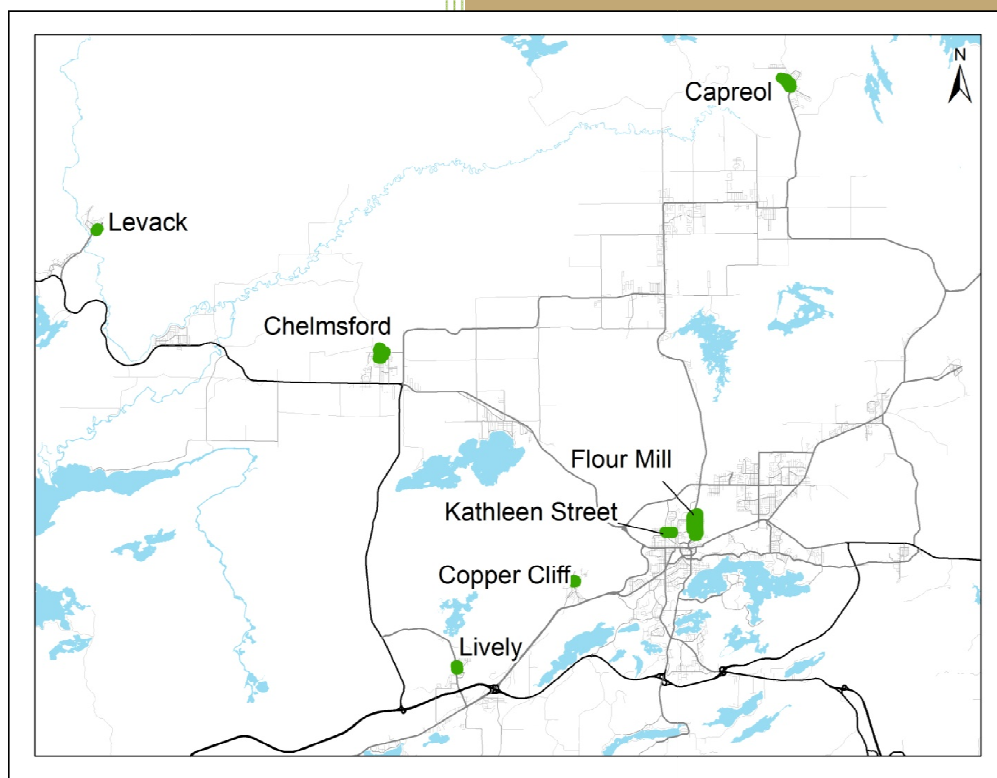 N
Capreol
Levack
Chelmsford
Flour Mill
Kathleen Street
Copper Cliff
Lively